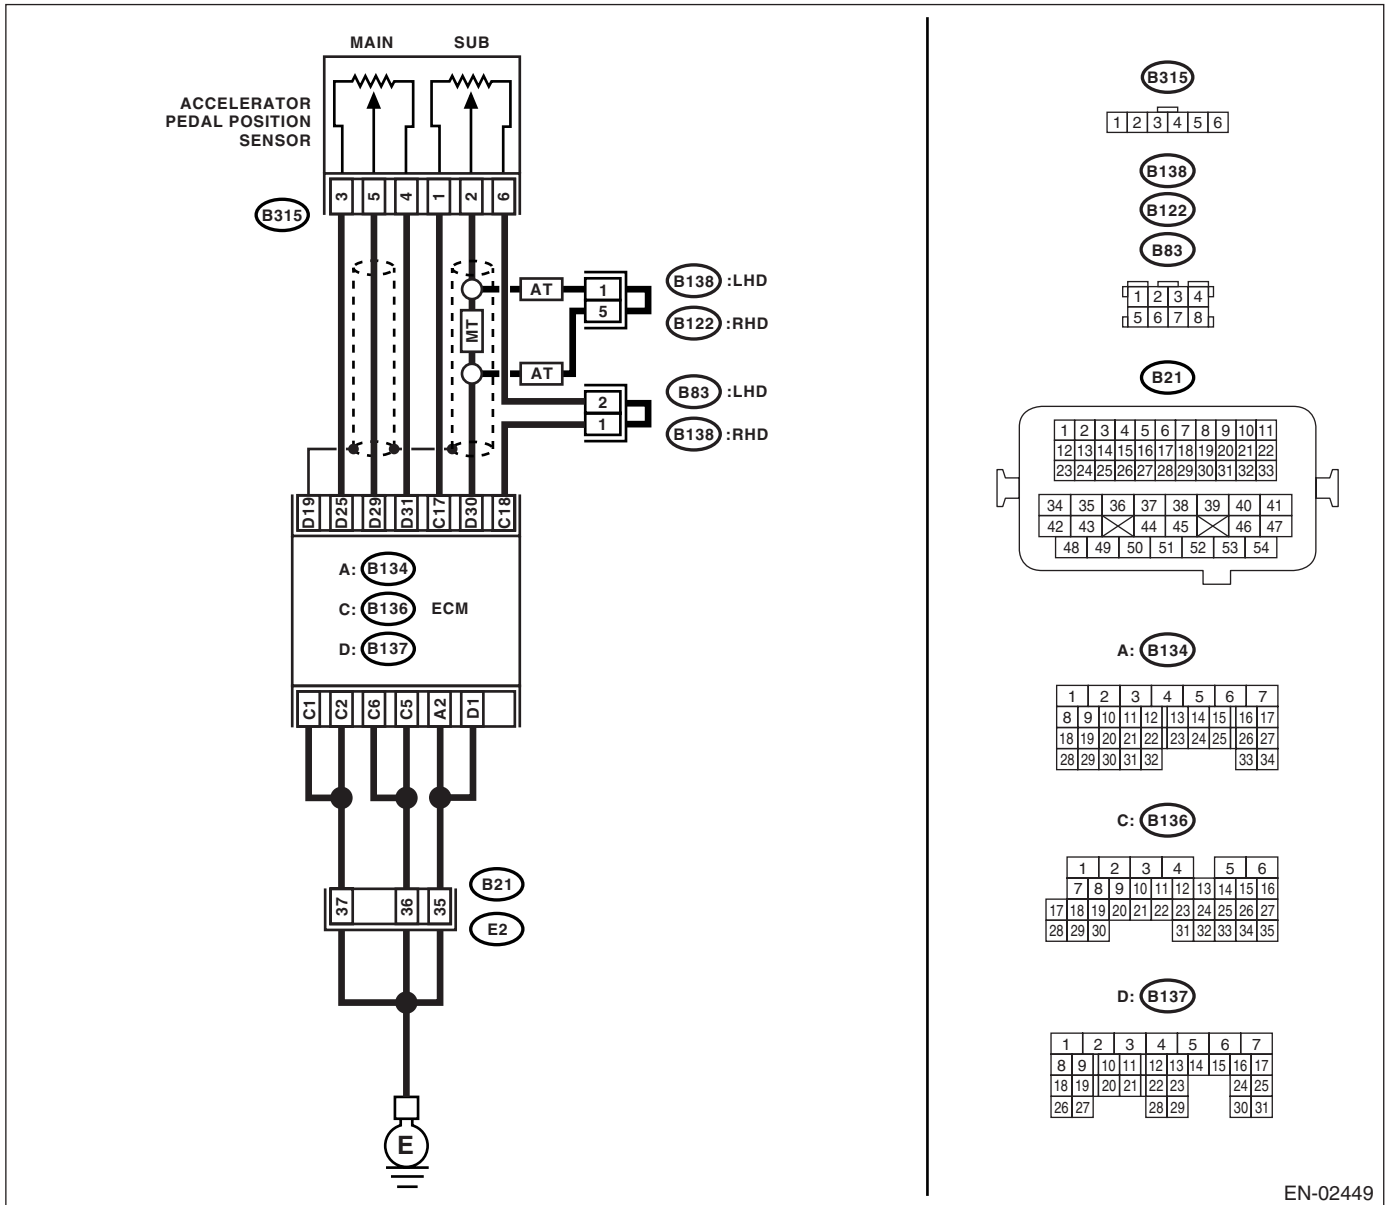 MAIN SUB
ACCELERATOR
PEDAL POSITION
SENSOR
3 5 4 1 2 6
B315
AT 1 B138 :LHD
MT 5 B122 :RHD
AT
2 B83 :LHD
1 B138 :RHD
D19 D25 D29 D31 C17 D30 C18
A: B134
C: B136 ECM
D: B137
C1 C2 C6 C5 A2 D1
37 36 35
B21
E2
E
B315
1 2 3 4 5 6
B138
B122
B83
1 2 3 4
5 6 7 8
B21
1 2 3 4 5 6 7 8 9 10 11
12 13 14 15 16 17 18 19 20 21 22
23 24 25 26 27 28 29 30 31 32 33
34 35 36 37 38 39 40 41
42 43 44 45 46 47
48 49 50 51 52 53 54
A: B134
1 2 3 4 5 6 7
8 9 10 11 12 13 14 15 16 17
18 19 20 21 22 23 24 25 26 27
28 29 30 31 32 33 34
C: B136
1 2 3 4 5 6
7 8 9 10 11 12 13 14 15 16
17 18 19 20 21 22 23 24 25 26 27
28 29 30 31 32 33 34 35
D: B137
1 2 3 4 5 6 7
8 9 10 11 12 13 14 15 16 17
18 19 20 21 22 23 24 25
26 27 28 29 30 31
EN-02449